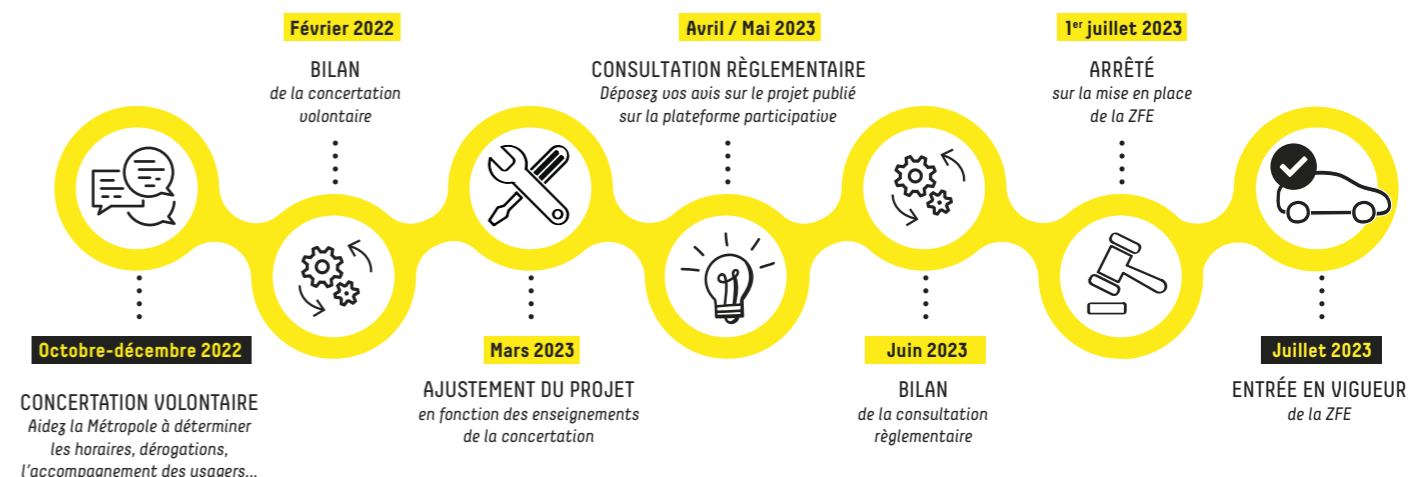 Octobre-décembre 2022
CONCERTATION VOLONTAIRE
Aidez la Métropole à déterminer
les horaires, dérogations,
l'accompagnement des usagers...
Février 2022
BILAN
de la concertation
volontaire
Mars 2023
AJUSTEMENT DU PROJET
en fonction des enseignements
de la concertation
Avril / Mai 2023
CONSULTATION RÈGLEMENTAIRE
Déposez vos avis sur le projet publié
sur la plateforme participative
Juin 2023
BILAN
de la consultation
règlementaire
1er juillet 2023
ARRÊTÉ
sur la mise en place
de la ZFE
Juillet 2023
ENTRÉE EN VIGUEUR
de la ZFE